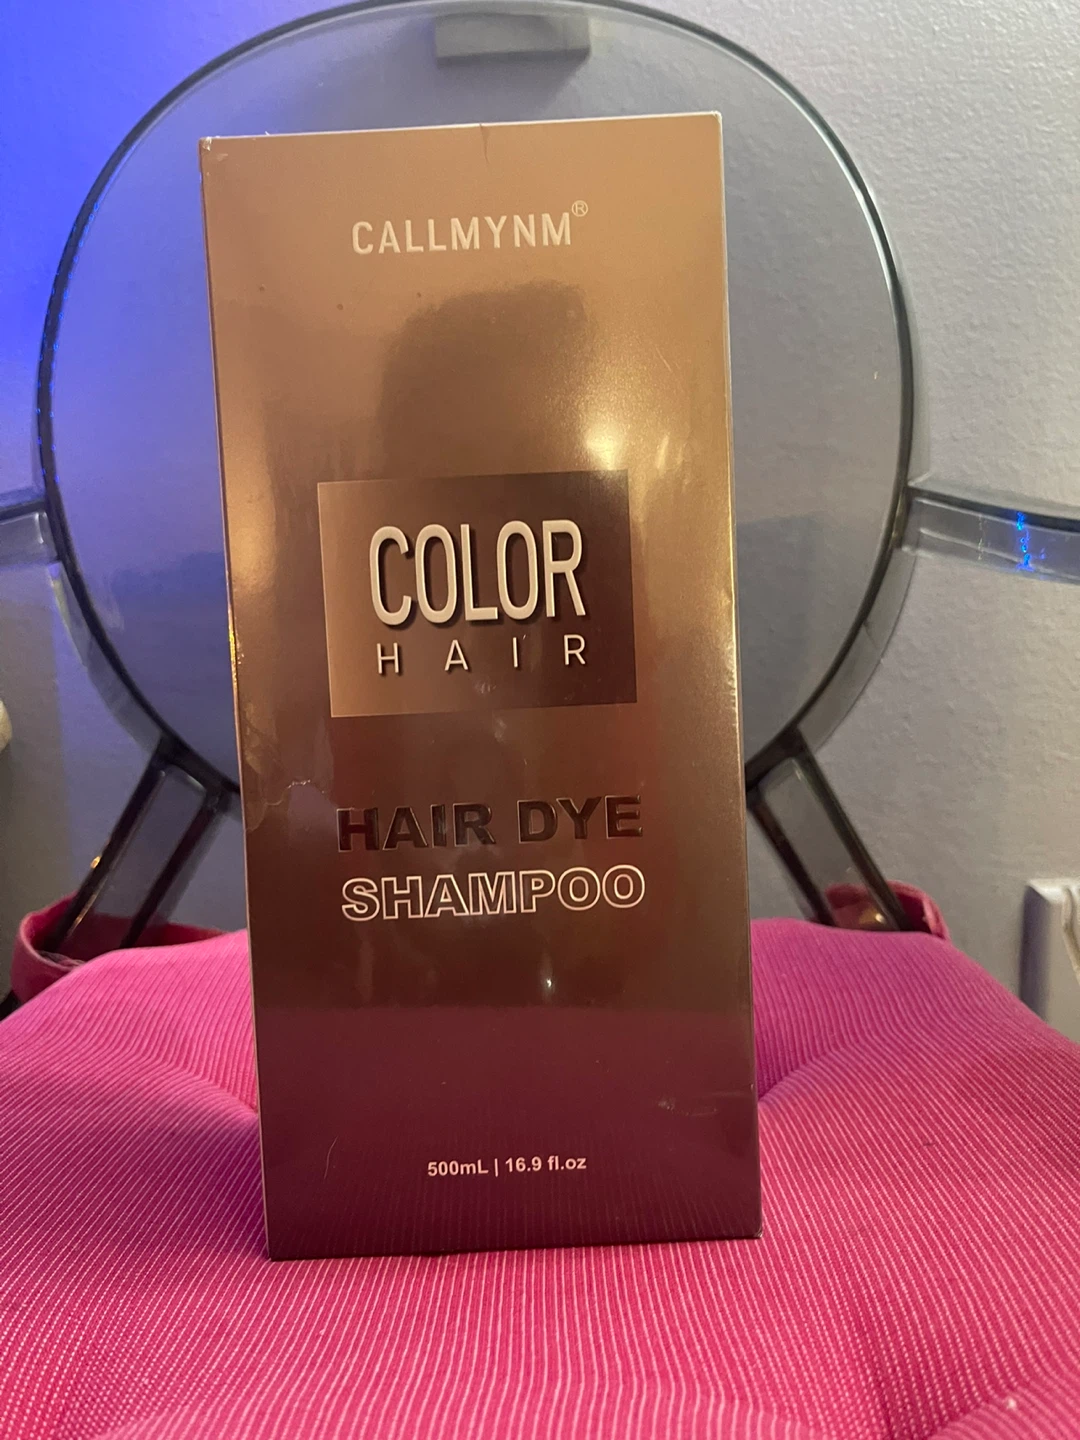 CALLMYNM®
COLOR
HAIR
HAIR DYE
SHAMPOO
500mL | 16.9 fl.oz